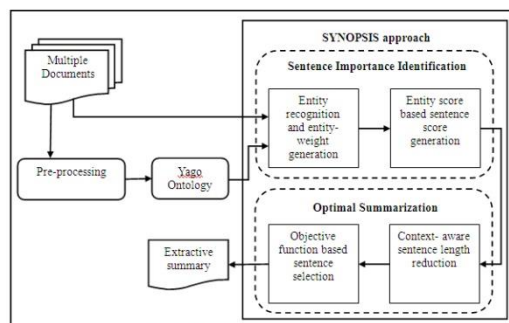 SYNOPSIS approach
Multiple
Documents
Sentence Importance Identification
Entity
recognition
and entity-
weight
generation
Entity score
based sentence
score
generation
Pre-processing
Yago
Ontology
Optimal Summarization
Extractive
summary
Objective
function based
sentence
selection
Context- aware
sentence length
reduction